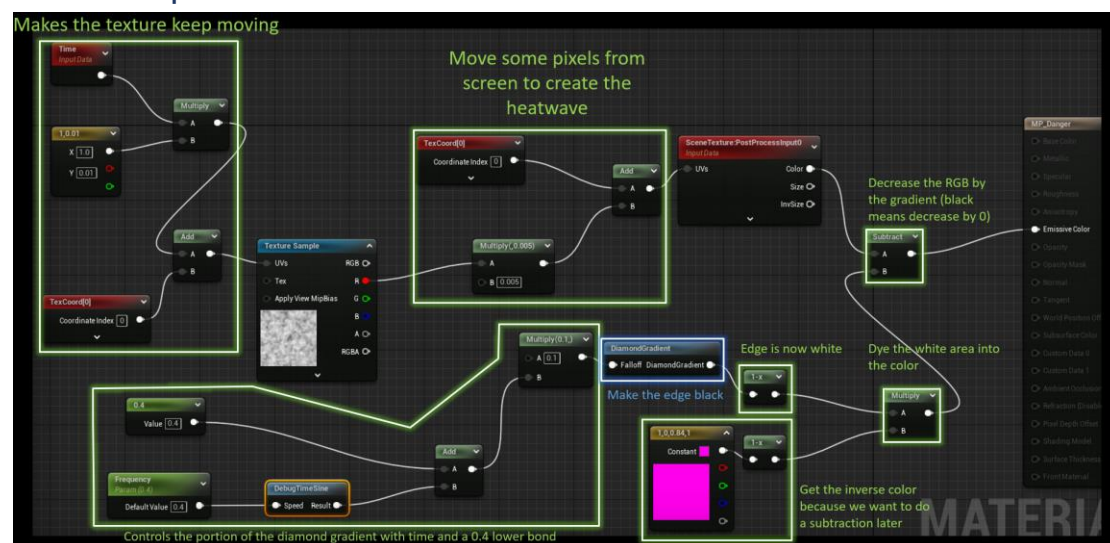 Makes the texture keep moving
Time
Input Data
Multiply
A
B
1,0.01
X 1.0
Y 0.01
Add
A
B
TexCoord[0]
Coordinate Index 0
Texture Sample
UVs
RGB
Tex
R
Apply View MipBias
G
B
A
RGBA
Move some pixels from
screen to create the
heatwave
TexCoord[0]
Coordinate Index 0
Add
A
B
Multiply(,0.005)
A
B 0.005
SceneTexture:PostProcessInput0
Input Data
UVs
Color
Size
InvSize
Decrease the RGB by
the gradient (black
means decrease by 0)
Subtract
A
B
MP_Danger
Base Color
Metallic
Specular
Roughness
Anisotropy
Emissive Color
Opacity
Opacity Mask
Normal
Tangent
World Position Off
Subsurface Color
Custom Data 0
Custom Data 1
Ambient Occlusion
Refraction (Disable
Pixel Depth Offset
Shading Model
Surface Thickness
Front Material
0.4
Value 0.4
Frequency
Param (0.4)
Default Value 0.4
DebugTimeSine
Speed Result
Add
A
B
Multiply(0.1,)
A 0.1
B
Controls the portion of the diamond gradient with time and a 0.4 lower bond
DiamondGradient
Falloff DiamondGradient
Make the edge black
Edge is now white
1-x
Dye the white area into
the color
Multiply
A
B
1,0,0.84,1
Constant
1-x
Get the inverse color
because we want to do
a subtraction later
MATERIA